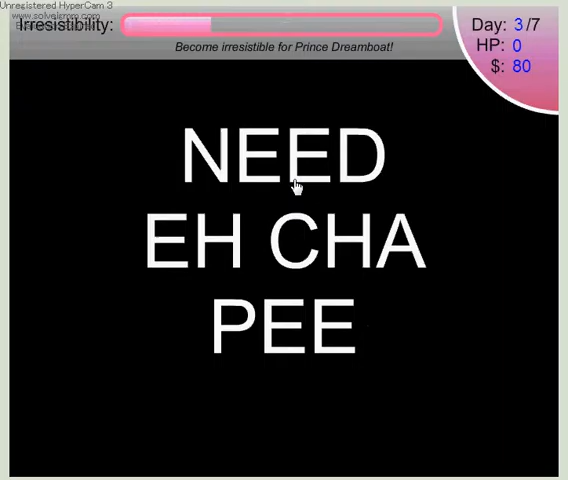 Unregistered HyperCam 3
www.solveigmm.com
Irresistibility:
Become irresistible for Prince Dreamboat!
Day: 3/7
HP: 0
$: 80
NEED
EH CHA
PEE